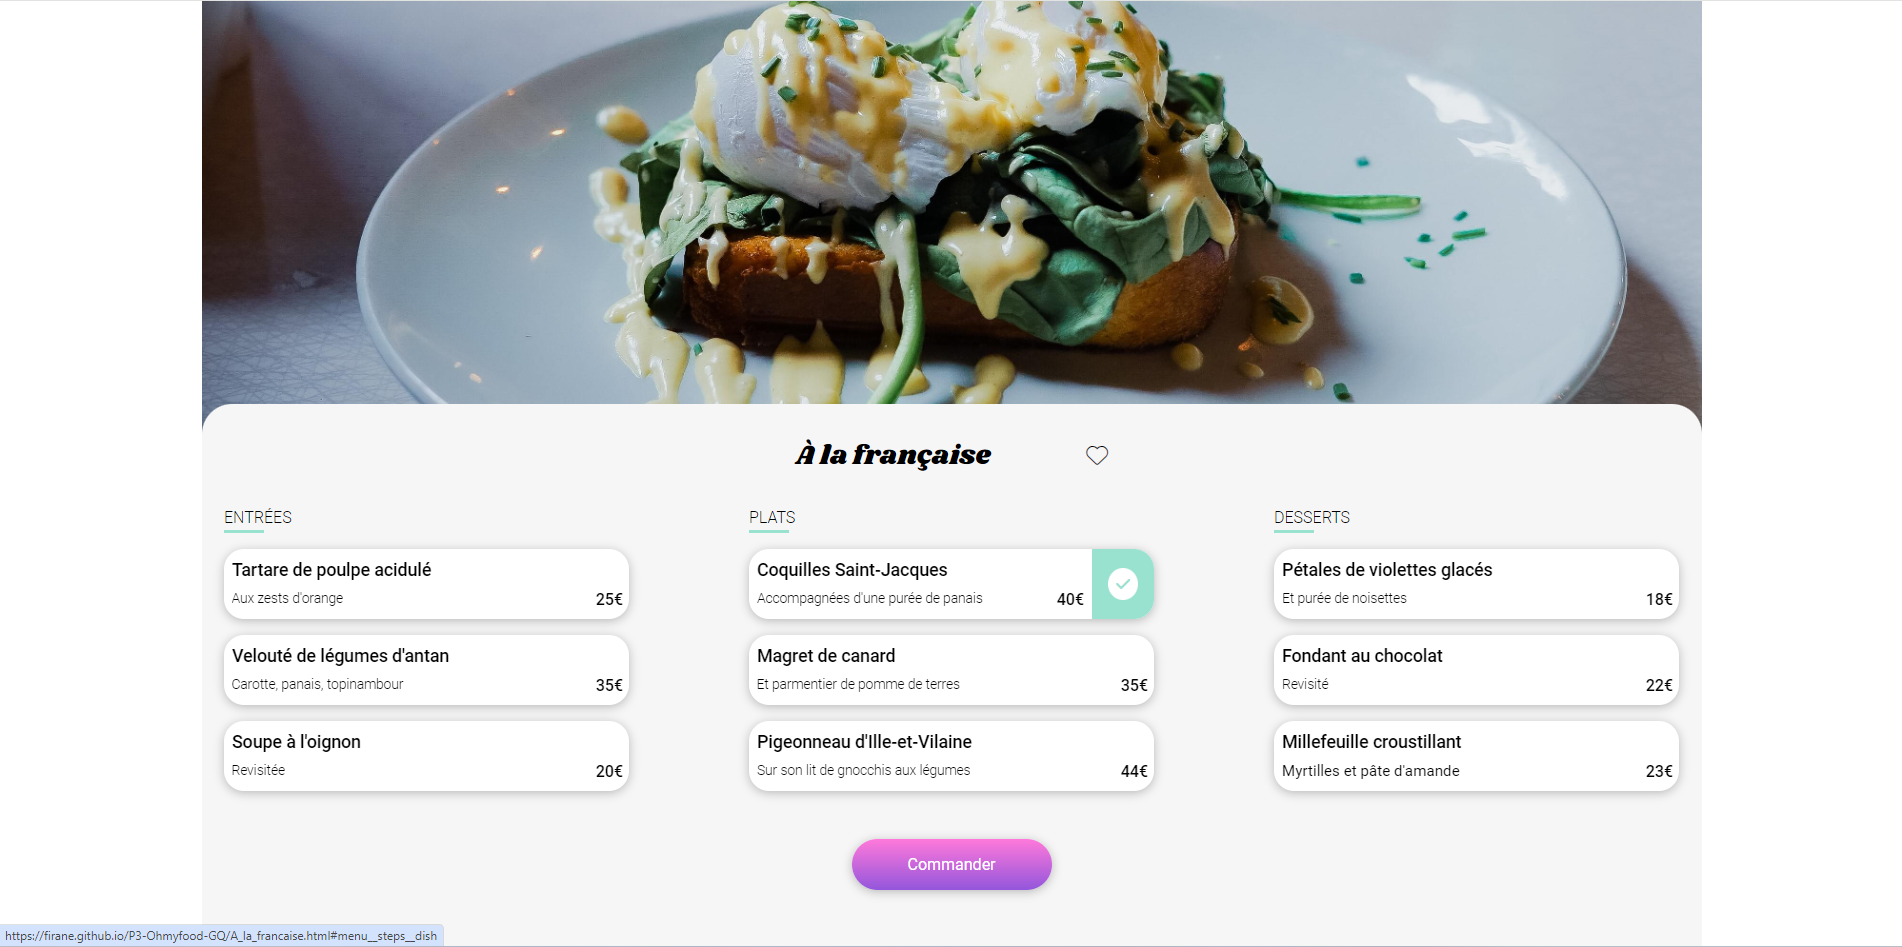 À la française
ENTRÉES
Tartare de poulpe acidulé
Aux zests d'orange
25€
Velouté de légumes d'antan
Carotte, panais, topinambour
35€
Soupe à l'oignon
Revisitée
20€
PLATS
Coquilles Saint-Jacques
Accompagnées d'une purée de panais
40€
Magret de canard
Et parmentier de pomme de terres
35€
Pigeonneau d'Ille-et-Vilaine
Sur son lit de gnocchis aux légumes
44€
DESSERTS
Pétales de violettes glacés
Et purée de noisettes
18€
Fondant au chocolat
Revisité
22€
Millefeuille croustillant
Myrtilles et pâte d'amande
23€
Commander
https://firane.github.io/P3-Ohmyfood-GQ/A_la_francaise.html#menu__steps__dish